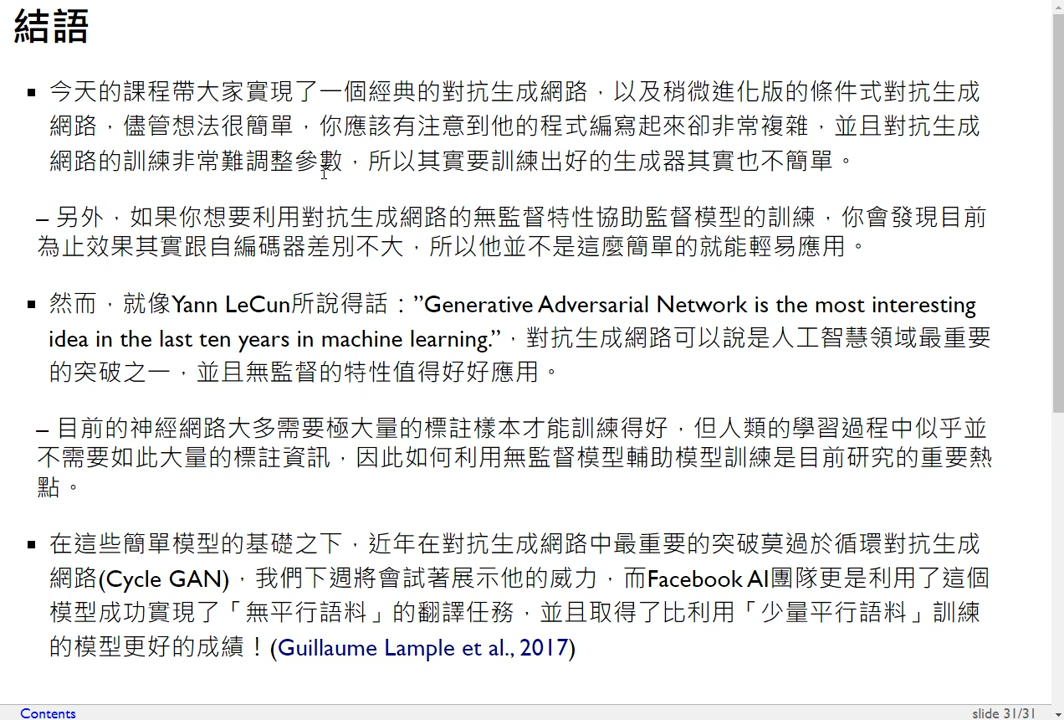 結語
▪ 今天的課程帶大家實現了一個經典的對抗生成網路，以及稍微進化版的條件式對抗生成
網路，儘管想法很簡單，你應該有注意到他的程式編寫起來卻非常複雜，並且對抗生成
網路的訓練非常難調整參數，所以其實要訓練出好的生成器其實也不簡單。
– 另外，如果你想要利用對抗生成網路的無監督特性協助監督模型的訓練，你會發現目前
為止效果其實跟自編碼器差別不大，所以他並不是這麼簡單的就能輕易應用。
▪ 然而，就像Yann LeCun所說得話：”Generative Adversarial Network is the most interesting
idea in the last ten years in machine learning.”，對抗生成網路可以說是人工智慧領域最重要
的突破之一，並且無監督的特性值得好好應用。
– 目前的神經網路大多需要極大量的標註樣本才能訓練得好，但人類的學習過程中似乎並
不需要如此大量的標註資訊，因此如何利用無監督模型輔助模型訓練是目前研究的重要熱
點。
▪ 在這些簡單模型的基礎之下，近年在對抗生成網路中最重要的突破莫過於循環對抗生成
網路(Cycle GAN)，我們下週將會試著展示他的威力，而Facebook AI團隊更是利用了這個
模型成功實現了「無平行語料」的翻譯任務，並且取得了比利用「少量平行語料」訓練
的模型更好的成績！(Guillaume Lample et al., 2017)
Contents
slide 31/31